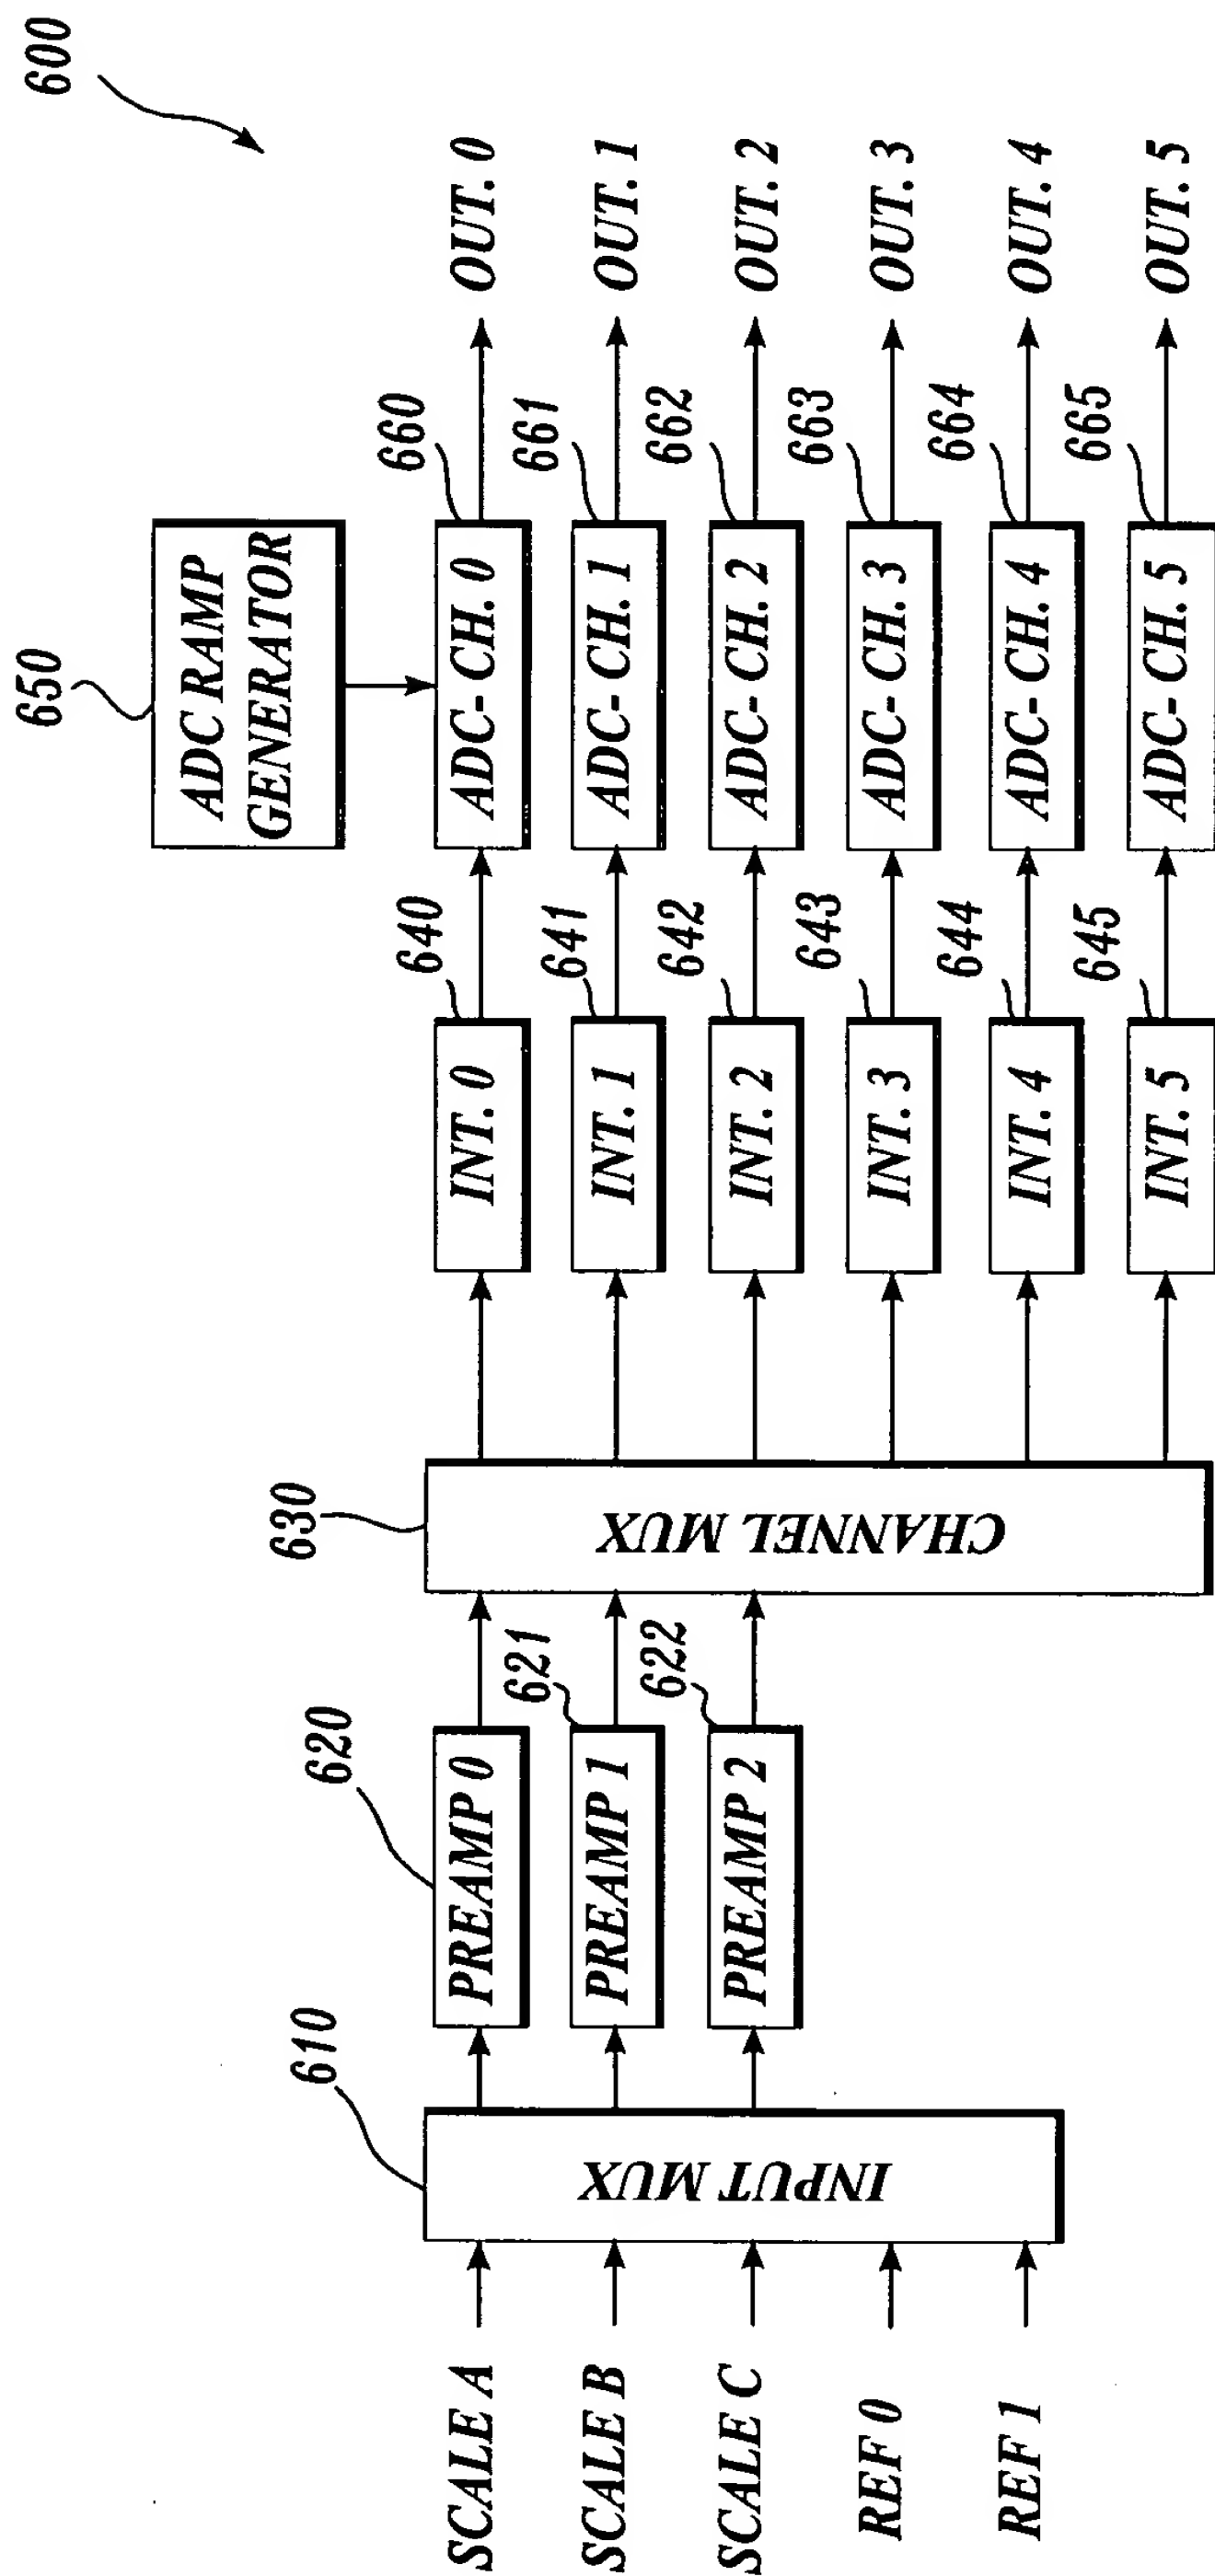 600
650
ADC RAMP
GENERATOR
610
620
630
640
660
SCALE A
PREAMP 0
INT. 0
ADC- CH. 0
OUT. 0
621
641
661
SCALE B
PREAMP 1
INT. 1
ADC- CH. 1
OUT. 1
622
642
662
SCALE C
PREAMP 2
INT. 2
ADC- CH. 2
OUT. 2
INPUT MUX
CHANNEL MUX
643
663
REF 0
INT. 3
ADC- CH. 3
OUT. 3
644
664
REF 1
INT. 4
ADC- CH. 4
OUT. 4
645
665
INT. 5
ADC- CH. 5
OUT. 5